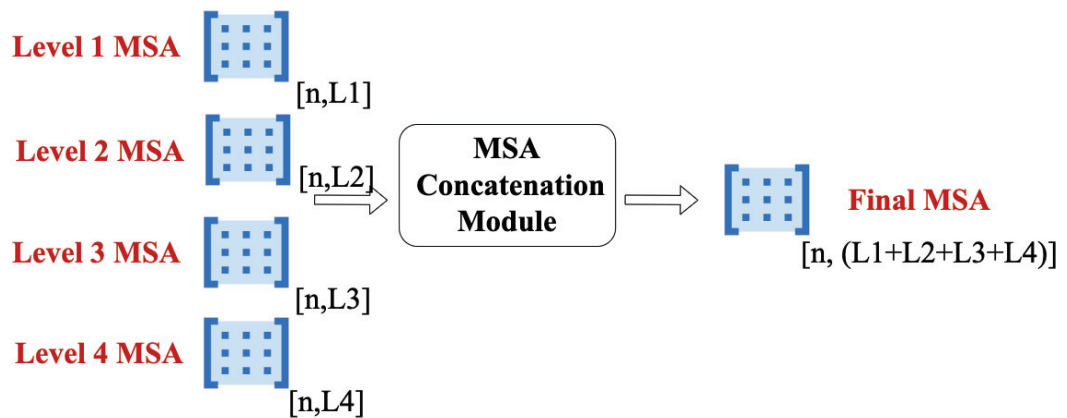 Level 1 MSA
[n,L1]
Level 2 MSA
[n,L2]
Level 3 MSA
[n,L3]
Level 4 MSA
[n,L4]
MSA
Concatenation
Module
Final MSA
[n, (L1+L2+L3+L4)]